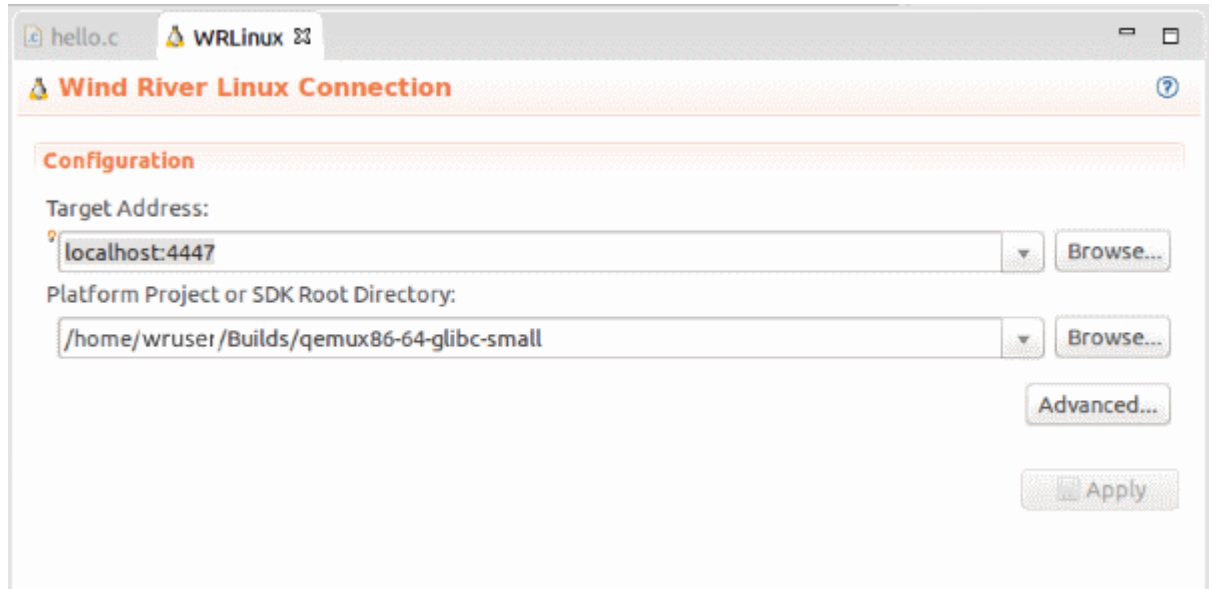 hello.c WRLinux
Wind River Linux Connection
Configuration
Target Address:
localhost:4447 Browse...
Platform Project or SDK Root Directory:
/home/wruser/Builds/qemux86-64-glibc-small Browse...
Advanced...
Apply